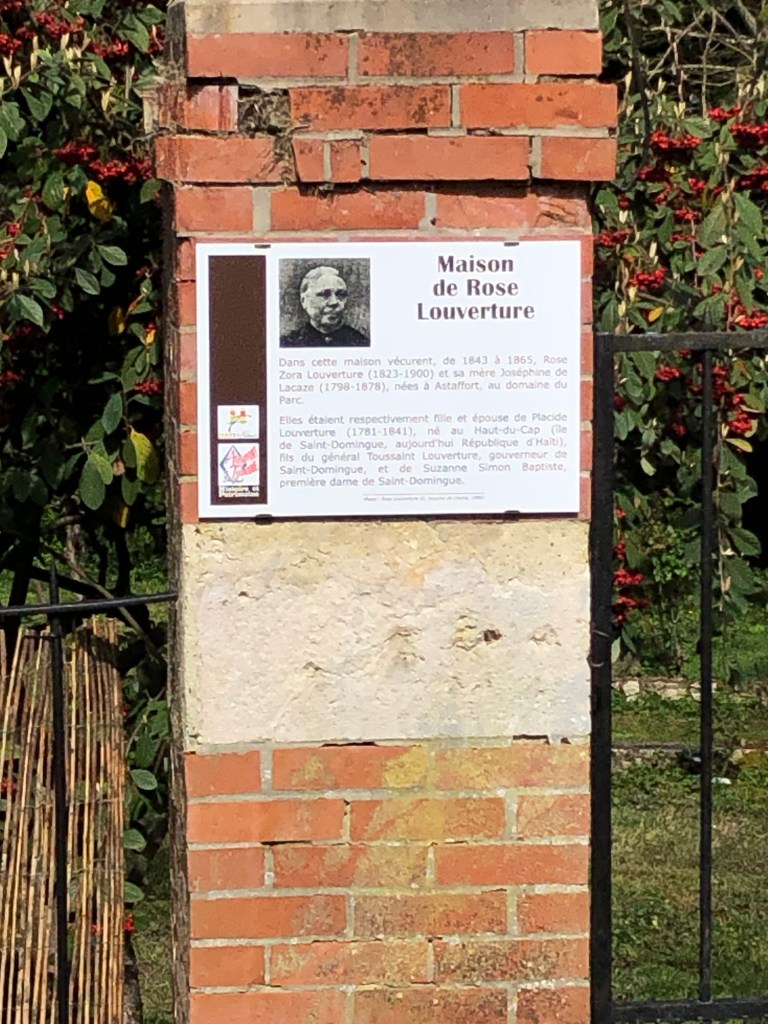 Maison
de Rose
Louverture
Dans cette maison vécurent, de 1843 à 1865, Rose
Zora Louverture (1823-1900) et sa mère Joséphine de
Lacaze (1798-1878), nées à Astaffort, au domaine du
Parc.
Elles étaient respectivement fille et épouse de Placide
Louverture (1781-1841), né au Haut-du-Cap (île
de Saint-Domingue, aujourd'hui République d'Haïti),
fils du général Toussaint Louverture, gouverneur de
Saint-Domingue, et de Suzanne Simon Baptiste,
première dame de Saint-Domingue.
Histoire et
Patrimoine